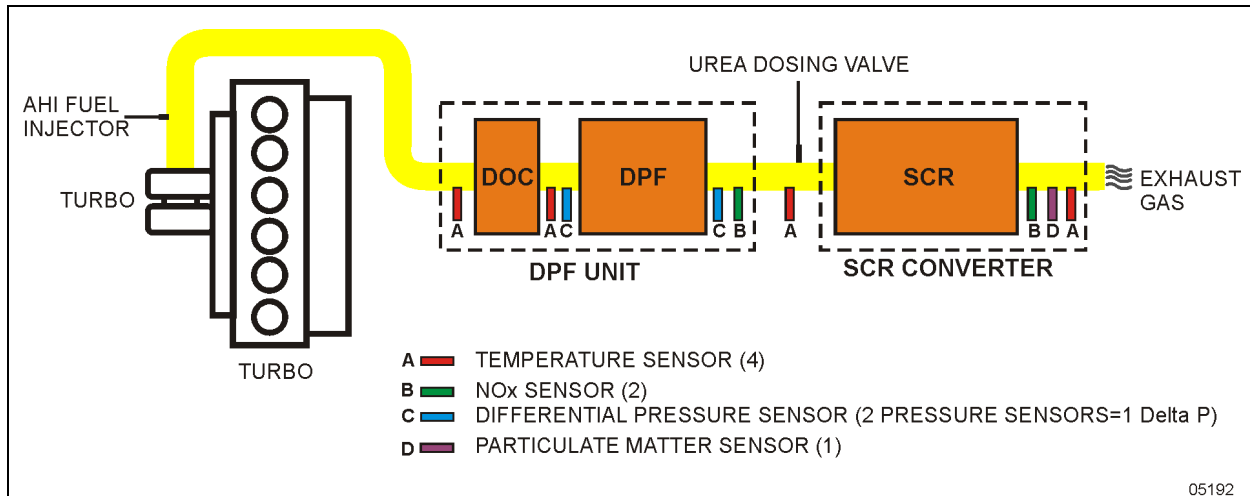 UREA DOSING VALVE
AHI FUEL
INJECTOR
TURBO
DOC
DPF
SCR
EXHAUST
GAS
A
A
C
C
B
A
B
D
A
DPF UNIT
SCR CONVERTER
TURBO
A TEMPERATURE SENSOR (4)
B NOx SENSOR (2)
C DIFFERENTIAL PRESSURE SENSOR (2 PRESSURE SENSORS=1 Delta P)
D PARTICULATE MATTER SENSOR (1)
05192